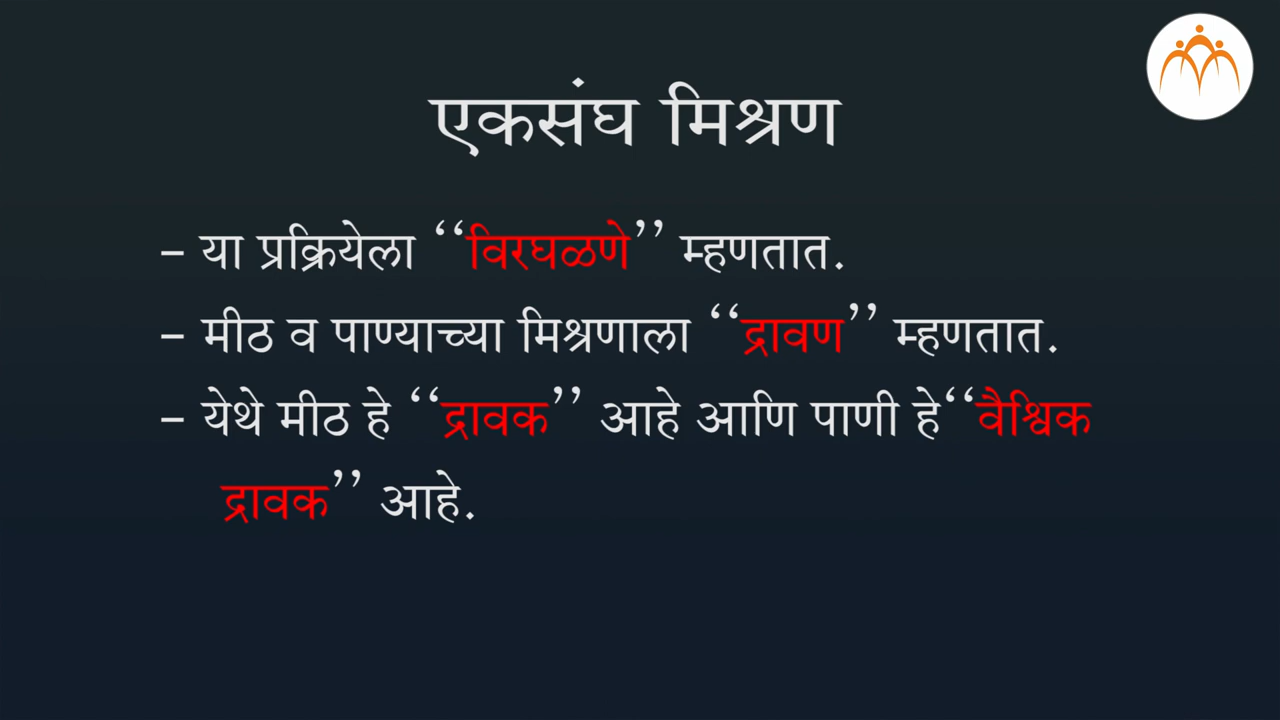 एकसंघ मिश्रण
– या प्रक्रियेला ‘‘विरघळणे’’ म्हणतात.
– मीठ व पाण्याच्या मिश्रणाला ‘‘द्रावण’’ म्हणतात.
– येथे मीठ हे ‘‘द्रावक’’ आहे आणि पाणी हे‘‘वैश्विक
द्रावक’’ आहे.